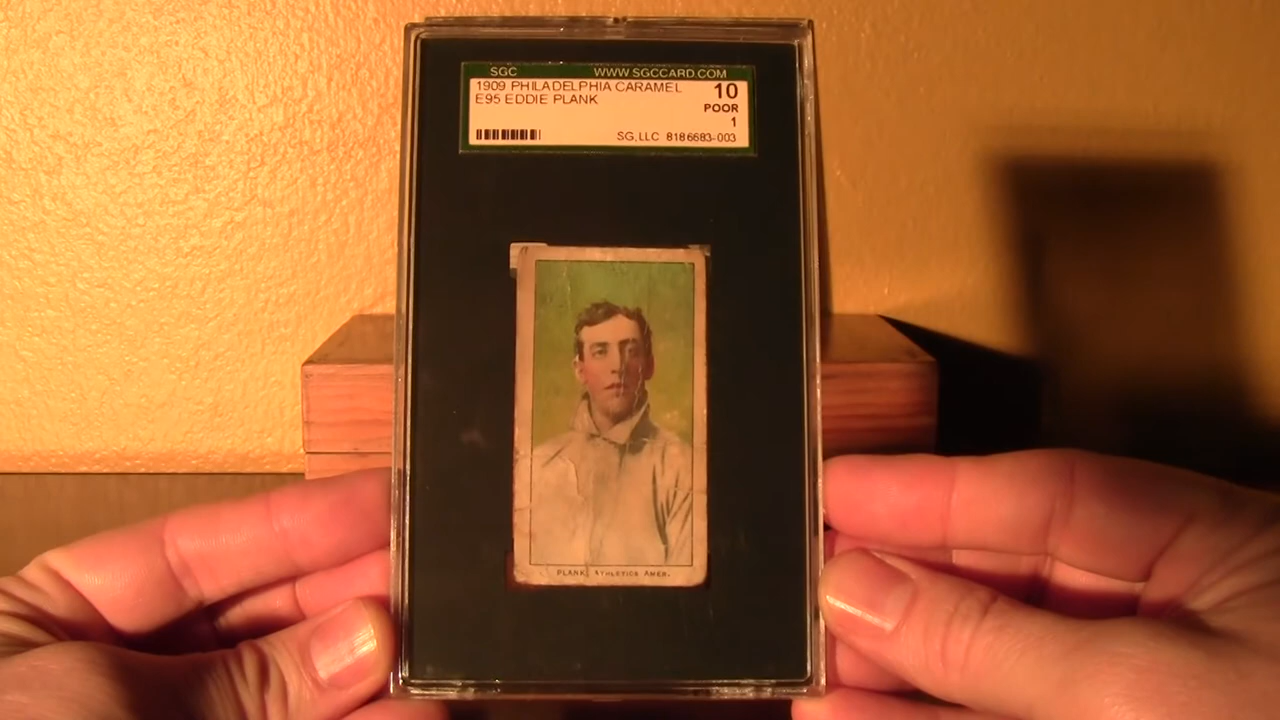 SGC WWW.SGCCARD.COM
1909 PHILADELPHIA CARAMEL 10
E95 EDDIE PLANK POOR
1
SG, LLC 8186683-003
PLANK, ATHLETICS AMER.